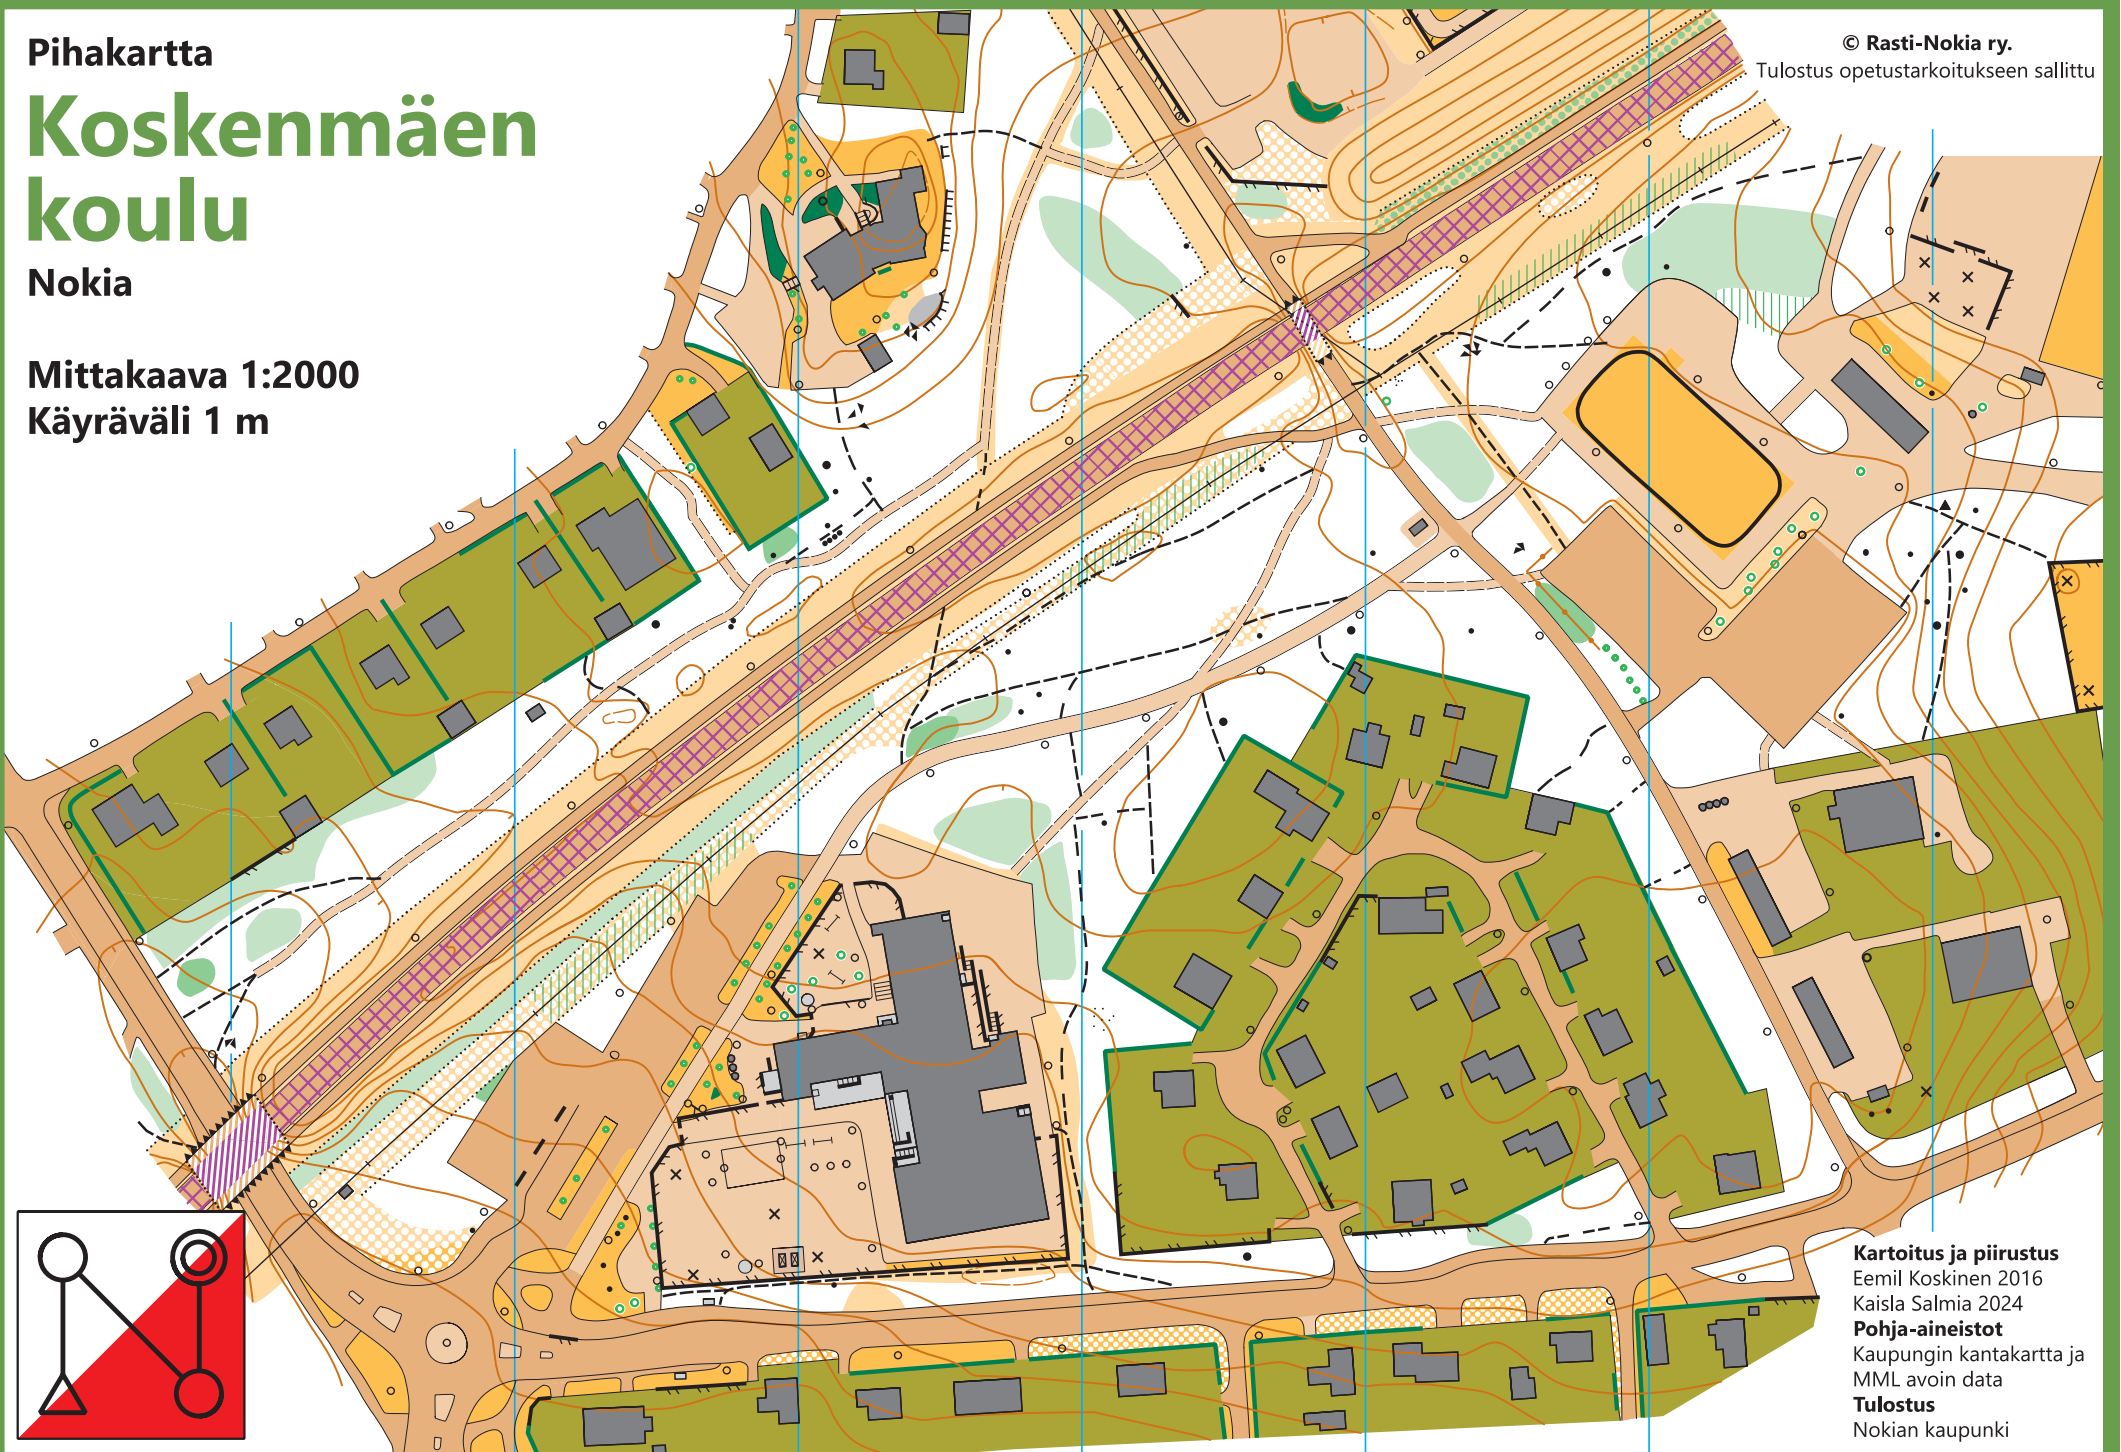 Pihakartta
Koskenmäen
koulu
Nokia
Mittakaava 1:2000
Käyräväli 1 m
© Rasti-Nokia ry.
Tulostus opetustarkoitukseen sallittu
Kartoitus ja piirustus
Eemil Koskinen 2016
Kaisla Salmia 2024
Pohja-aineistot
Kaupungin kantakartta ja
MML avoin data
Tulostus
Nokian kaupunki